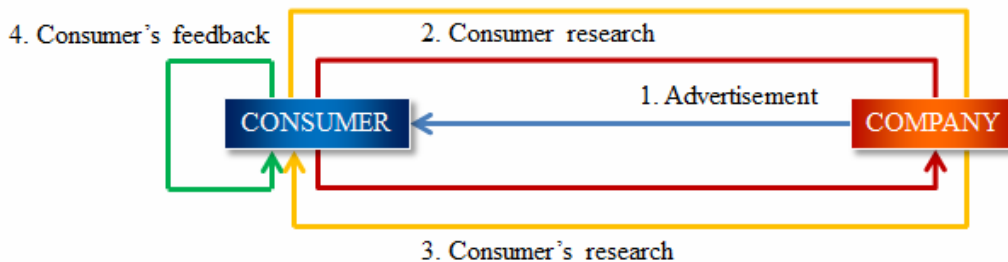 4. Consumer’s feedback
2. Consumer research
1. Advertisement
CONSUMER
COMPANY
3. Consumer’s research